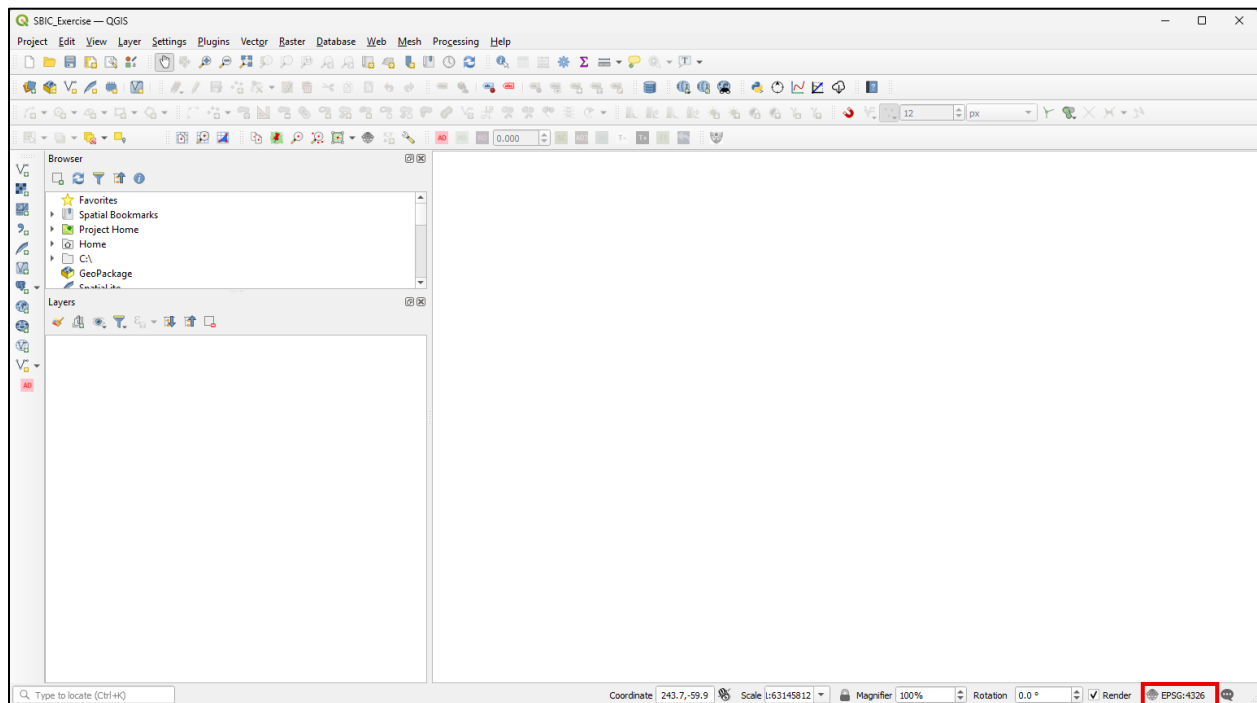 SBIC_Exercise — QGIS
Project Edit View Layer Settings Plugins Vector Raster Database Web Mesh Processing Help
12 px
0.000
Browser
Favorites
Spatial Bookmarks
Project Home
Home
C:\
GeoPackage
SpatiaLite
Layers
AD
Type to locate (Ctrl+K) Coordinate 243.7,-59.9 Scale 1:63145812 Magnifier 100% Rotation 0.0 ° Render EPSG:4326